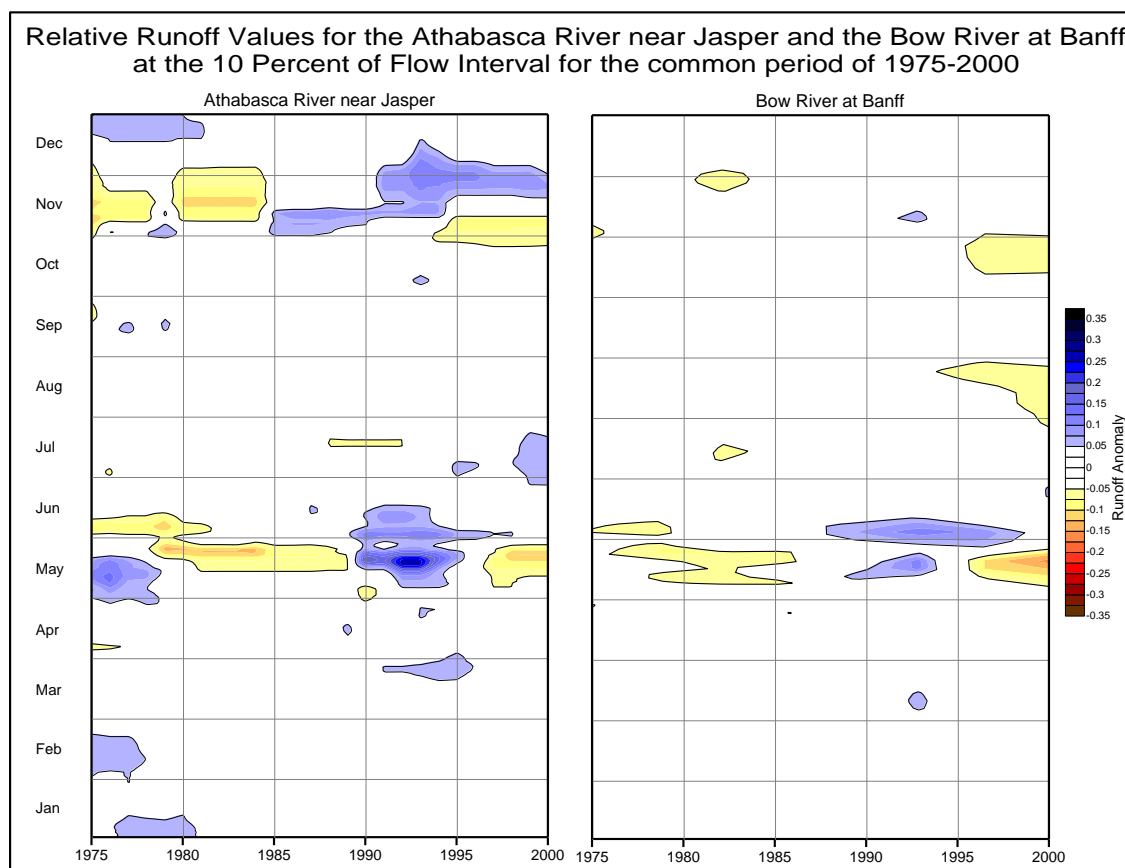 Relative Runoff Values for the Athabasca River near Jasper and the Bow River at Banff
at the 10 Percent of Flow Interval for the common period of 1975-2000
Athabasca River near Jasper
Bow River at Banff
Dec
Nov
Oct
Sep
Aug
Jul
Jun
May
Apr
Mar
Feb
Jan
1975 1980 1985 1990 1995 2000
1975 1980 1985 1990 1995 2000
0.35
0.3
0.25
0.2
0.15
0.1
0.05
0
-0.05
-0.1
-0.15
-0.2
-0.25
-0.3
-0.35
Runoff Anomaly